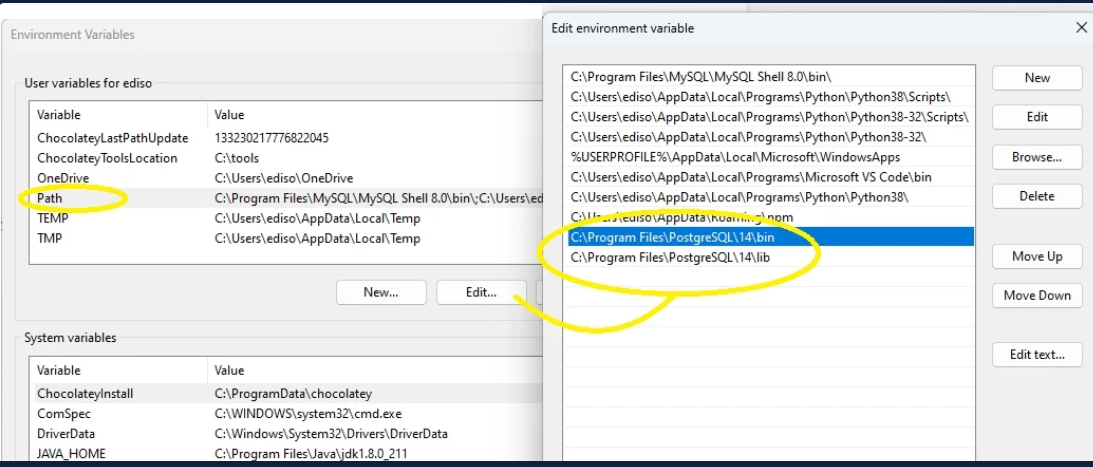 Environment Variables
User variables for ediso
Variable Value
ChocolateyLastPathUpdate 133230217776822045
ChocolateyToolsLocation C:\tools
OneDrive C:\Users\ediso\OneDrive
Path C:\Program Files\MySQL\MySQL Shell 8.0\bin\;C:\Users\ed
TEMP C:\Users\ediso\AppData\Local\Temp
TMP C:\Users\ediso\AppData\Local\Temp
New... Edit...
System variables
Variable Value
ChocolateyInstall C:\ProgramData\chocolatey
ComSpec C:\WINDOWS\system32\cmd.exe
DriverData C:\Windows\System32\Drivers\DriverData
JAVA_HOME C:\Program Files\Java\jdk1.8.0_211
Edit environment variable
C:\Program Files\MySQL\MySQL Shell 8.0\bin\
C:\Users\ediso\AppData\Local\Programs\Python\Python38\Scripts\
C:\Users\ediso\AppData\Local\Programs\Python\Python38-32\Scripts\
C:\Users\ediso\AppData\Local\Programs\Python\Python38-32\
%USERPROFILE%\AppData\Local\Microsoft\WindowsApps
C:\Users\ediso\AppData\Local\Programs\Microsoft VS Code\bin
C:\Users\ediso\AppData\Local\Programs\Python\Python38\
C:\Users\ediso\AppData\Roaming\npm
C:\Program Files\PostgreSQL\14\bin
C:\Program Files\PostgreSQL\14\lib
New
Edit
Browse...
Delete
Move Up
Move Down
Edit text...